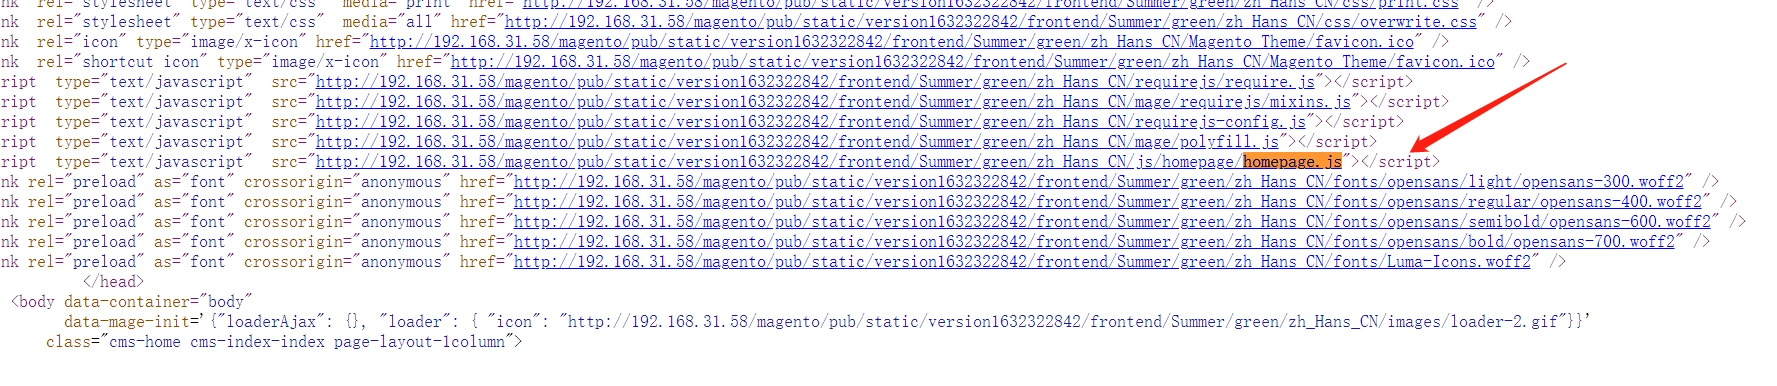 nk rel="stylesheet" type="text/css" media="print" href="http://192.168.31.58/magento/pub/static/version1632322842/frontend/Summer/green/zh_Hans_CN/css/print.css" />
nk rel="stylesheet" type="text/css" media="all" href="http://192.168.31.58/magento/pub/static/version1632322842/frontend/Summer/green/zh_Hans_CN/css/overwrite.css" />
nk rel="icon" type="image/x-icon" href="http://192.168.31.58/magento/pub/static/version1632322842/frontend/Summer/green/zh_Hans_CN/Magento_Theme/favicon.ico" />
nk rel="shortcut icon" type="image/x-icon" href="http://192.168.31.58/magento/pub/static/version1632322842/frontend/Summer/green/zh_Hans_CN/Magento_Theme/favicon.ico" />
ript type="text/javascript" src="http://192.168.31.58/magento/pub/static/version1632322842/frontend/Summer/green/zh_Hans_CN/requirejs/require.js"></script>
ript type="text/javascript" src="http://192.168.31.58/magento/pub/static/version1632322842/frontend/Summer/green/zh_Hans_CN/mage/requirejs/mixins.js"></script>
ript type="text/javascript" src="http://192.168.31.58/magento/pub/static/version1632322842/frontend/Summer/green/zh_Hans_CN/requirejs-config.js"></script>
ript type="text/javascript" src="http://192.168.31.58/magento/pub/static/version1632322842/frontend/Summer/green/zh_Hans_CN/mage/polyfill.js"></script>
ript type="text/javascript" src="http://192.168.31.58/magento/pub/static/version1632322842/frontend/Summer/green/zh_Hans_CN/js/homepage/homepage.js"></script>
nk rel="preload" as="font" crossorigin="anonymous" href="http://192.168.31.58/magento/pub/static/version1632322842/frontend/Summer/green/zh_Hans_CN/fonts/opensans/light/opensans-300.woff2" />
nk rel="preload" as="font" crossorigin="anonymous" href="http://192.168.31.58/magento/pub/static/version1632322842/frontend/Summer/green/zh_Hans_CN/fonts/opensans/regular/opensans-400.woff2" />
nk rel="preload" as="font" crossorigin="anonymous" href="http://192.168.31.58/magento/pub/static/version1632322842/frontend/Summer/green/zh_Hans_CN/fonts/opensans/semibold/opensans-600.woff2" />
nk rel="preload" as="font" crossorigin="anonymous" href="http://192.168.31.58/magento/pub/static/version1632322842/frontend/Summer/green/zh_Hans_CN/fonts/opensans/bold/opensans-700.woff2" />
nk rel="preload" as="font" crossorigin="anonymous" href="http://192.168.31.58/magento/pub/static/version1632322842/frontend/Summer/green/zh_Hans_CN/fonts/Luma-Icons.woff2" />
</head>
<body data-container="body"
data-mage-init='{"loaderAjax": {}, "loader": { "icon": "http://192.168.31.58/magento/pub/static/version1632322842/frontend/Summer/green/zh_Hans_CN/images/loader-2.gif"}}'
class="cms-home cms-index-index page-layout-1column">